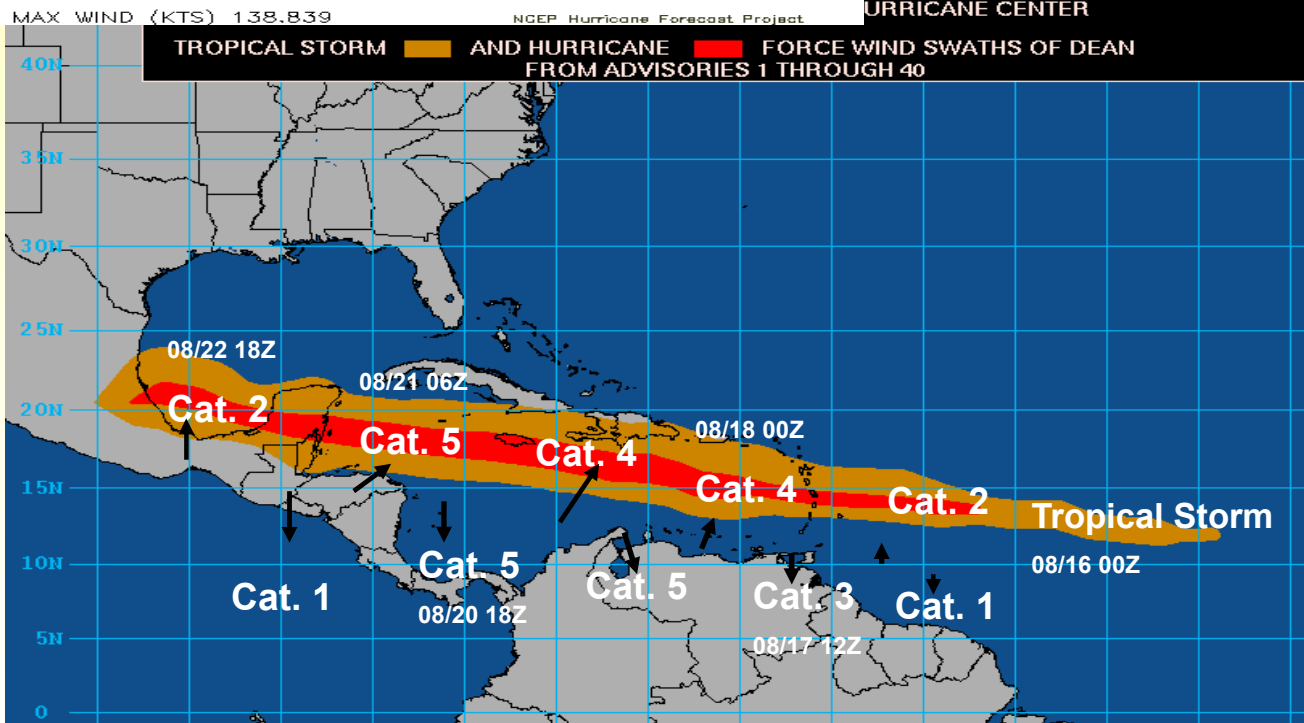 MAX WIND (KTS) 138.839
NCEP Hurricane Forecast Project
URRICANE CENTER
TROPICAL STORM AND HURRICANE FORCE WIND SWATHS OF DEAN
FROM ADVISORIES 1 THROUGH 40
40N
35N
30N
25N
08/22 18Z
08/21 06Z
20N
Cat. 2
08/18 00Z
Cat. 5
Cat. 4
15N
Cat. 4
Cat. 2
Tropical Storm
10N
08/16 00Z
Cat. 5
Cat. 5
Cat. 1
Cat. 3
Cat. 1
08/20 18Z
5N
08/17 12Z
0